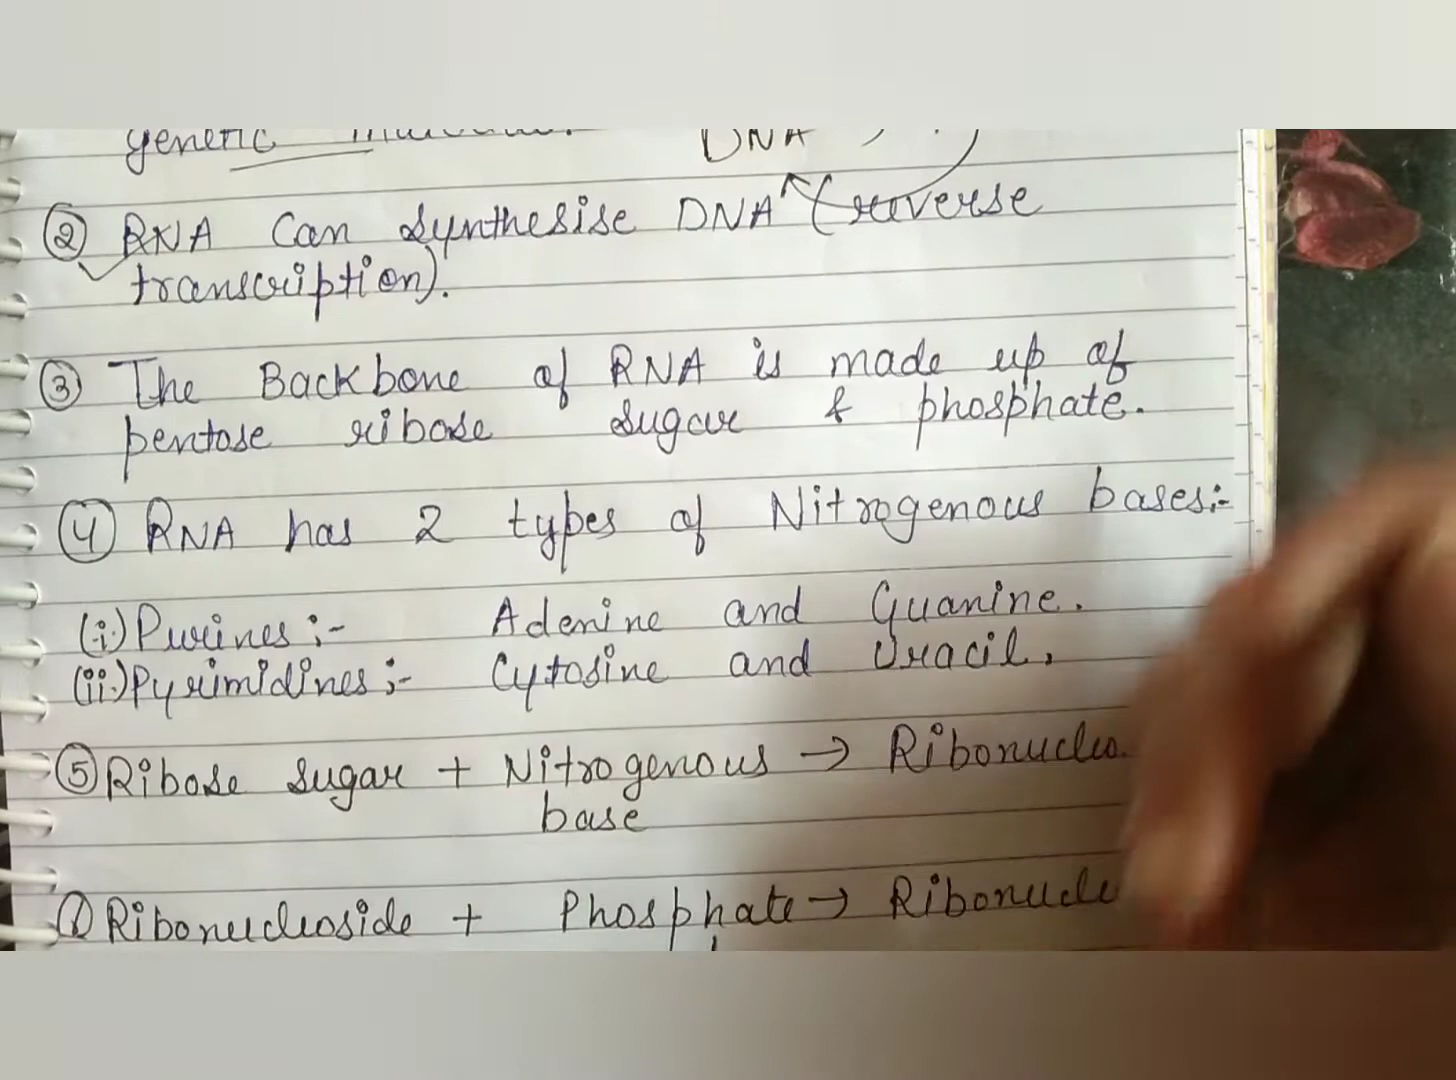 genetic DNA
② RNA Can synthesise DNA (reverse
transcription).
③ The Backbone of RNA is made up of
pentose ribose sugar & phosphate.
④ RNA has 2 types of Nitrogenous bases:-
(i) Purines :- Adenine and Guanine.
(ii) Pyrimidines :- Cytosine and Uracil.
⑤ Ribose sugar + Nitrogenous → Ribonucleo
base
Ribonucleoside + Phosphate → Ribonucle